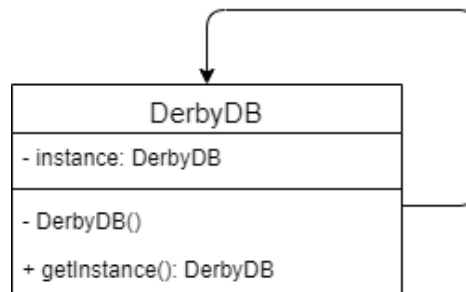 DerbyDB
- instance: DerbyDB
- DerbyDB()
+ getInstance(): DerbyDB